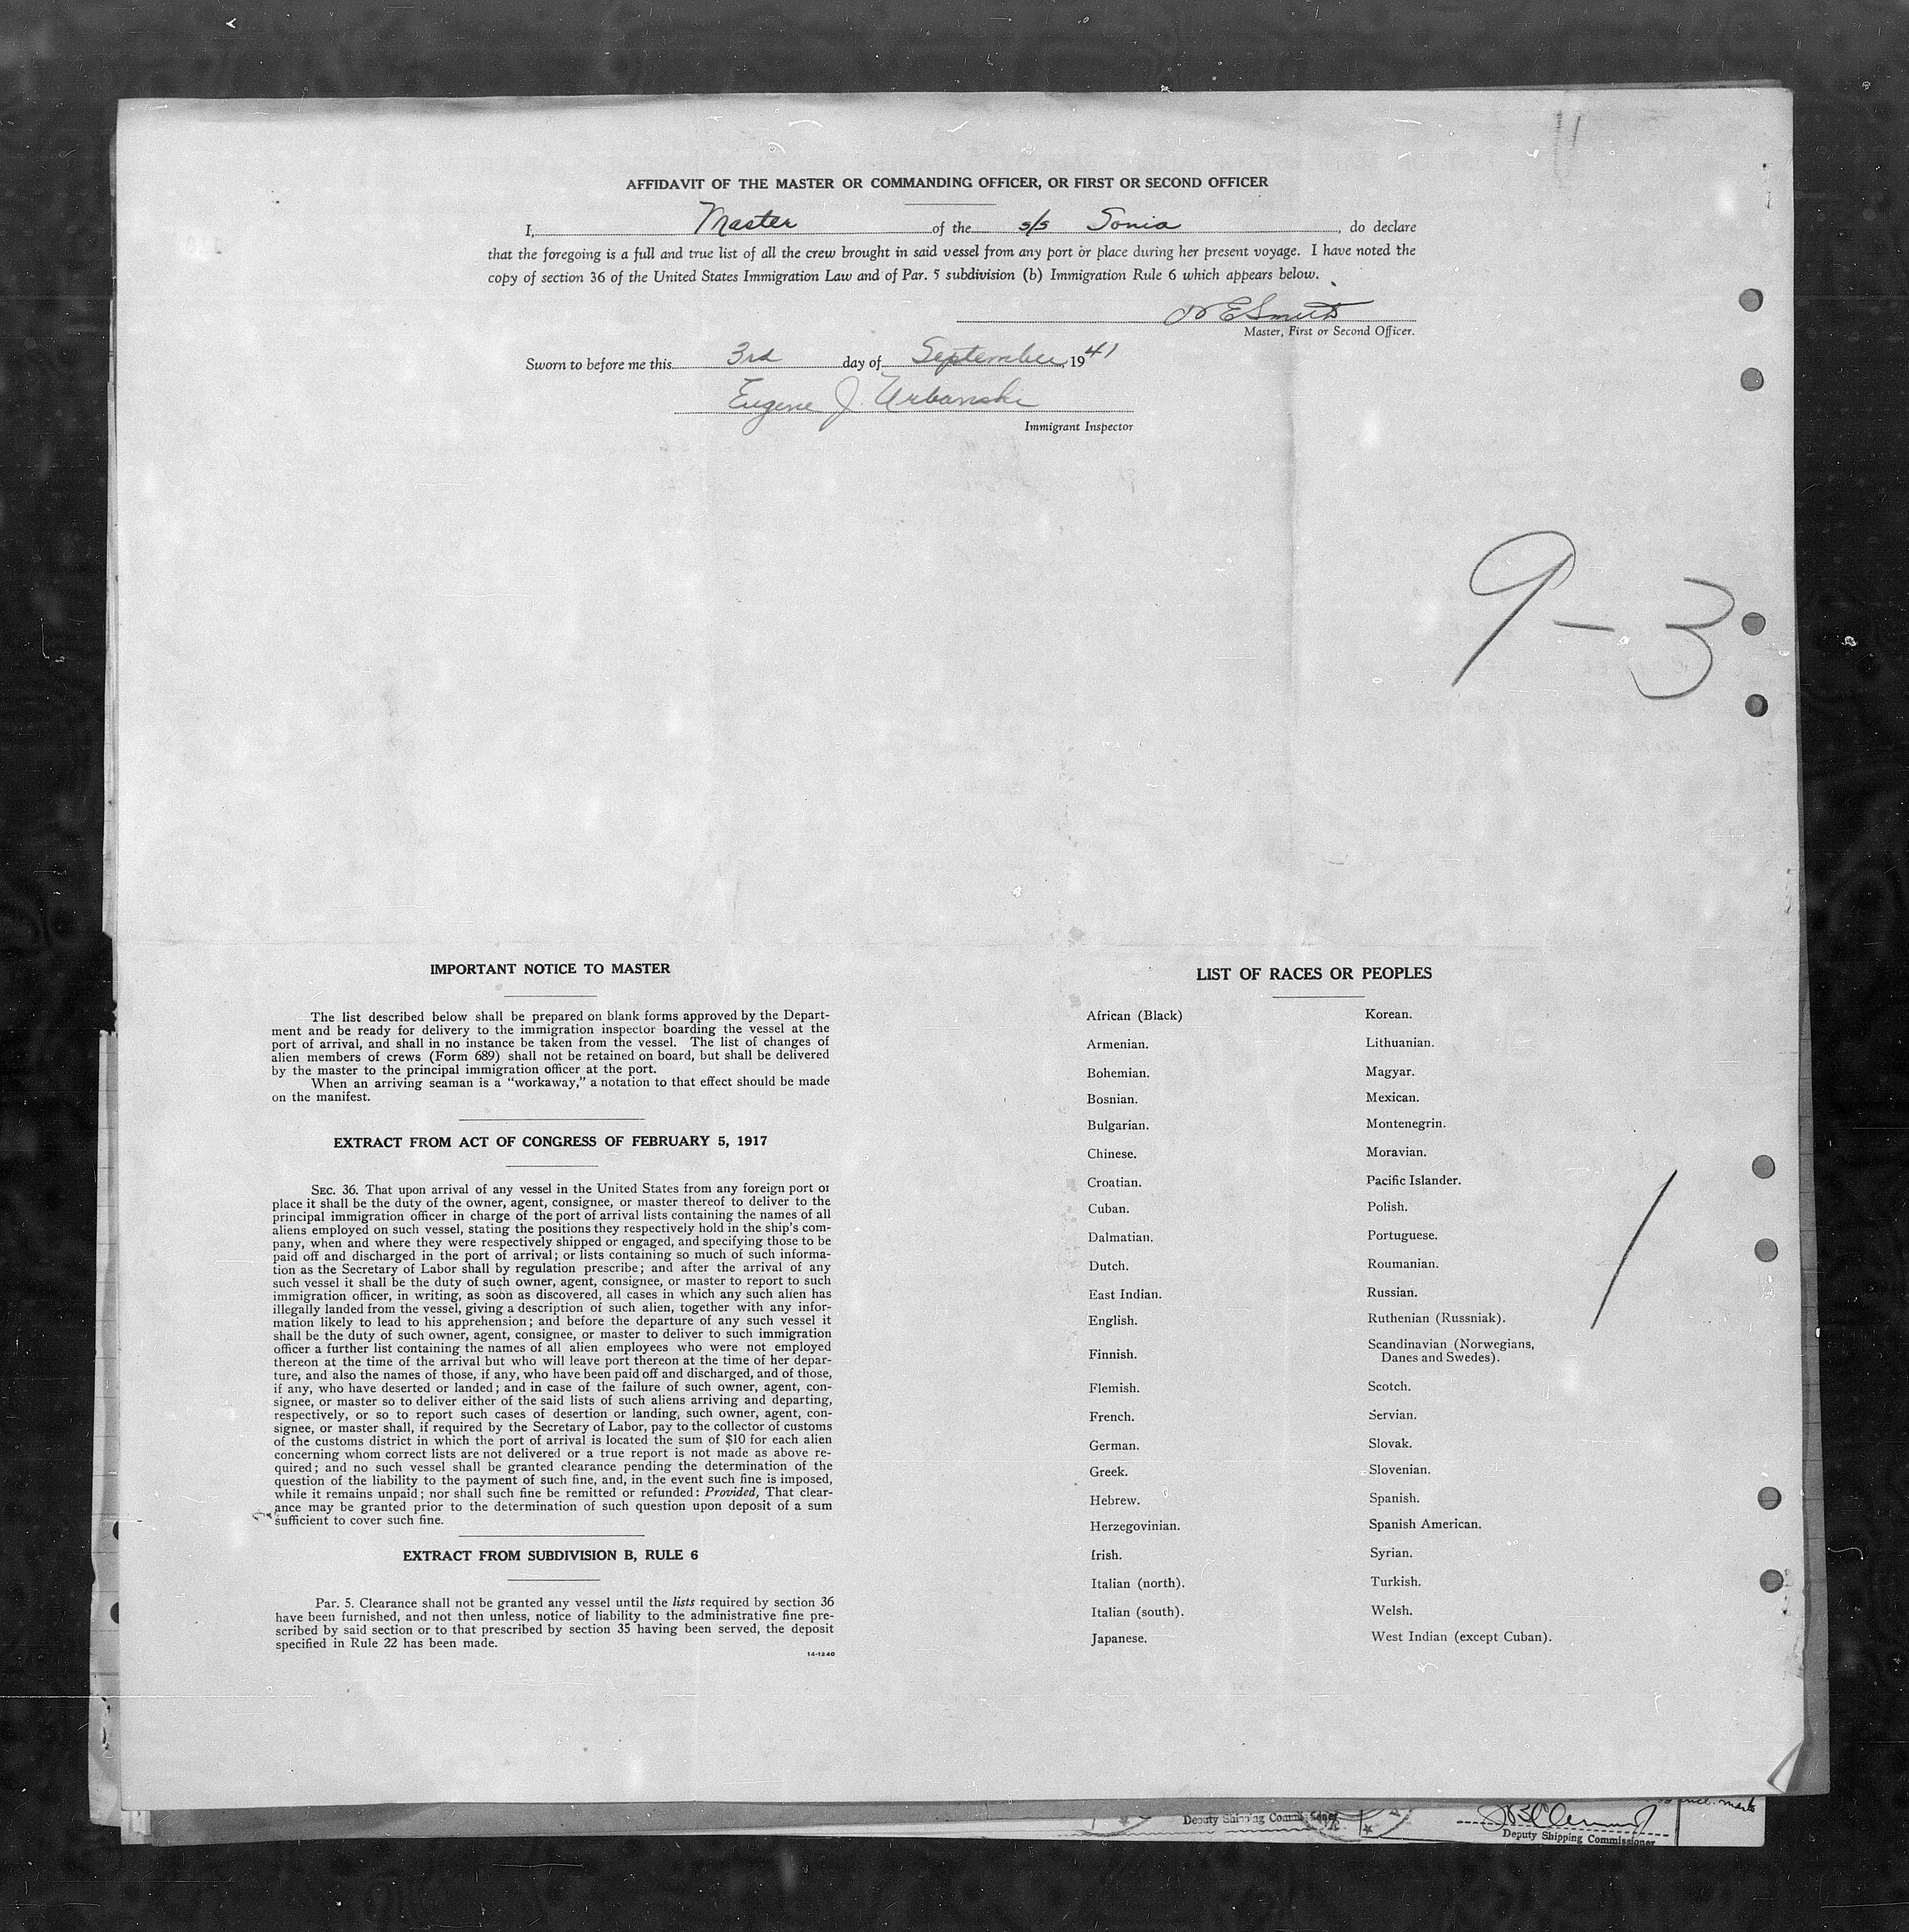 AFFIDAVIT OF THE MASTER OR COMMANDING OFFICER, OR FIRST OR SECOND OFFICER
I, Master of the s/s Sonia, do declare
that the foregoing is a full and true list of all the crew brought in said vessel from any port or place during her present voyage. I have noted the
copy of section 36 of the United States Immigration Law and of Par. 5 subdivision (b) Immigration Rule 6 which appears below.
Master, First or Second Officer.
Sworn to before me this 3rd day of September, 1941
Eugene J. Urbanski
Immigrant Inspector
9-3
IMPORTANT NOTICE TO MASTER
The list described below shall be prepared on blank forms approved by the Depart-
ment and be ready for delivery to the immigration inspector boarding the vessel at the
port of arrival, and shall in no instance be taken from the vessel. The list of changes of
alien members of crews (Form 689) shall not be retained on board, but shall be delivered
by the master to the principal immigration officer at the port.
When an arriving seaman is a "workaway," a notation to that effect should be made
on the manifest.
EXTRACT FROM ACT OF CONGRESS OF FEBRUARY 5, 1917
SEC. 36. That upon arrival of any vessel in the United States from any foreign port or
place it shall be the duty of the owner, agent, consignee, or master thereof to deliver to the
principal immigration officer in charge of the port of arrival lists containing the names of all
aliens employed on such vessel, stating the positions they respectively hold in the ship's com-
pany, when and where they were respectively shipped or engaged, and specifying those to be
paid off and discharged in the port of arrival; or lists containing so much of such informa-
tion as the Secretary of Labor shall by regulation prescribe; and after the arrival of any
such vessel it shall be the duty of such owner, agent, consignee, or master to report to such
immigration officer, in writing, as soon as discovered, all cases in which any such alien has
illegally landed from the vessel, giving a description of such alien, together with any infor-
mation likely to lead to his apprehension; and before the departure of any such vessel it
shall be the duty of such owner, agent, consignee, or master to deliver to such immigration
officer a further list containing the names of all alien employees who were not employed
thereon at the time of the arrival but who will leave port thereon at the time of her depar-
ture, and also the names of those, if any, who have been paid off and discharged, and of those,
if any, who have deserted or landed; and in case of the failure of such owner, agent, con-
signee, or master so to deliver either of the said lists of such aliens arriving and departing,
respectively, or so to report such cases of desertion or landing, such owner, agent, con-
signee, or master shall, if required by the Secretary of Labor, pay to the collector of customs
of the customs district in which the port of arrival is located the sum of $10 for each alien
concerning whom correct lists are not delivered or a true report is not made as above re-
quired; and no such vessel shall be granted clearance pending the determination of the
question of the liability to the payment of such fine, and, in the event such fine is imposed,
while it remains unpaid; nor shall such fine be remitted or refunded: Provided, That clear-
ance may be granted prior to the determination of such question upon deposit of a sum
sufficient to cover such fine.
EXTRACT FROM SUBDIVISION B, RULE 6
Par. 5. Clearance shall not be granted any vessel until the lists required by section 36
have been furnished, and not then unless, notice of liability to the administrative fine pre-
scribed by said section or to that prescribed by section 35 having been served, the deposit
specified in Rule 22 has been made.
14-1240
LIST OF RACES OR PEOPLES
African (Black)
Armenian.
Bohemian.
Bosnian.
Bulgarian.
Chinese.
Croatian.
Cuban.
Dalmatian.
Dutch.
East Indian.
English.
Finnish.
Flemish.
French.
German.
Greek.
Hebrew.
Herzegovinian.
Irish.
Italian (north).
Italian (south).
Japanese.
Korean.
Lithuanian.
Magyar.
Mexican.
Montenegrin.
Moravian.
Pacific Islander.
Polish.
Portuguese.
Roumanian.
Russian.
Ruthenian (Russniak).
Scandinavian (Norwegians,
Danes and Swedes).
Scotch.
Servian.
Slovak.
Slovenian.
Spanish.
Spanish American.
Syrian.
Turkish.
Welsh.
West Indian (except Cuban).
Deputy Shipping Commissioner
Deputy Shipping Commissioner